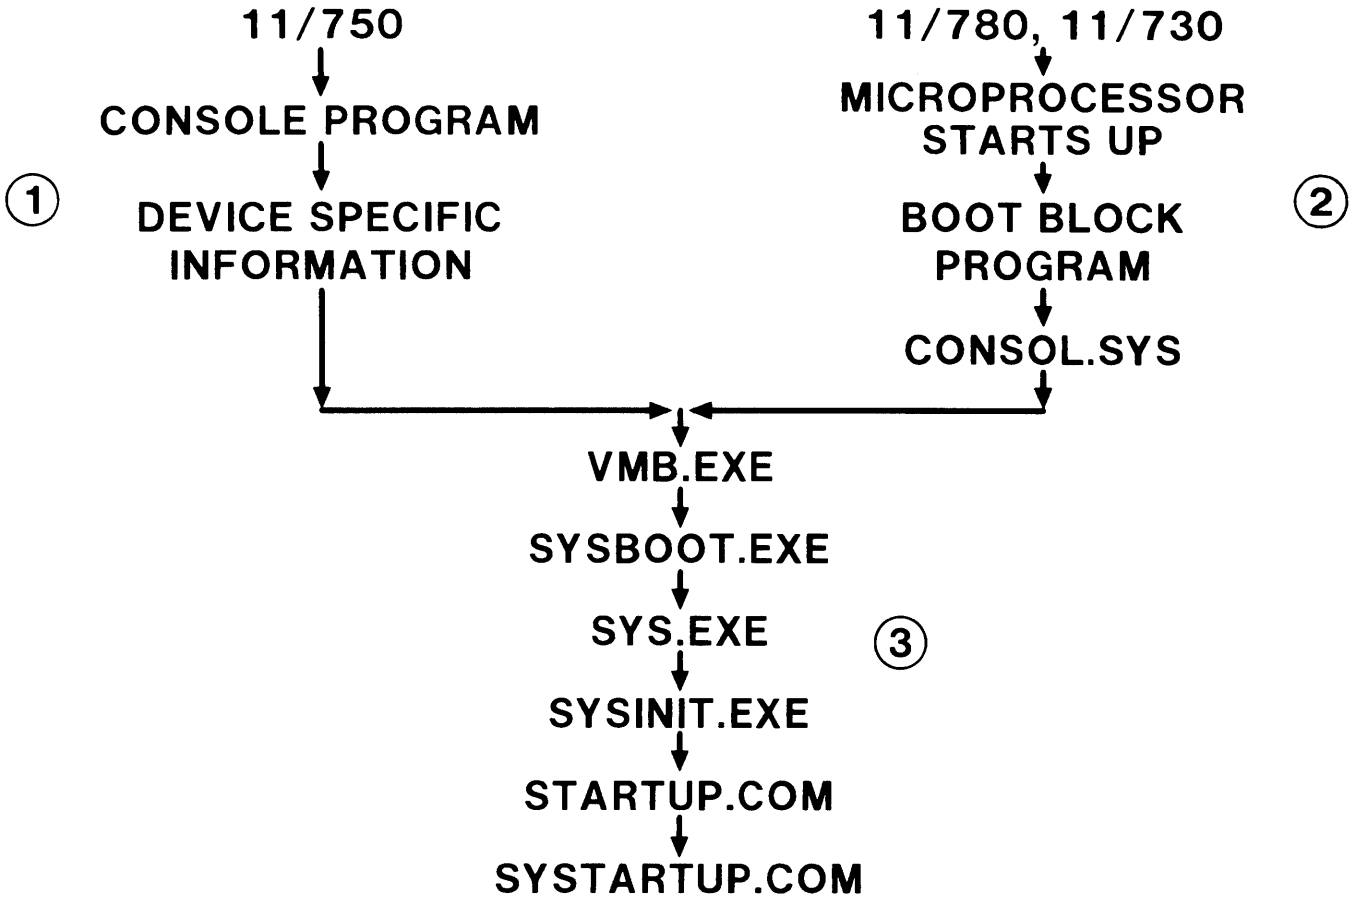 11/750
CONSOLE PROGRAM
1
DEVICE SPECIFIC
INFORMATION
11/780, 11/730
MICROPROCESSOR
STARTS UP
2
BOOT BLOCK
PROGRAM
CONSOL.SYS
VMB.EXE
SYSBOOT.EXE
SYS.EXE
3
SYSINIT.EXE
STARTUP.COM
SYSTARTUP.COM